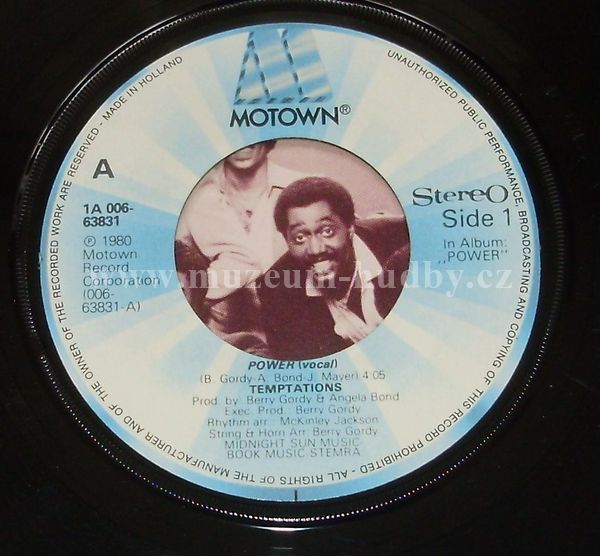 MOTOWN®
UNAUTHORIZED PUBLIC PERFORMANCE, BROADCASTING AND COPYING OF THIS RECORD PROHIBITED - ALL RIGHTS OF THE MANUFACTURER AND OF THE OWNER OF THE RECORDED WORK ARE RESERVED - MADE IN HOLLAND
A
1A 006-
63831
℗ 1980
Motown
Record
Corporation
(006-
63831-A)
Stereo
Side 1
In Album:
„POWER"
www.muzeum-hudby.cz
POWER (vocal)
(B. Gordy-A. Bond-J. Mayer) 4:05
TEMPTATIONS
Prod. by Berry Gordy & Angela Bond
Exec. Prod. Berry Gordy
Rhythm arr.: McKinley Jackson
String & Horn Arr. Berry Gordy
MIDNIGHT SUN MUSIC-
BOOK MUSIC STEMRA